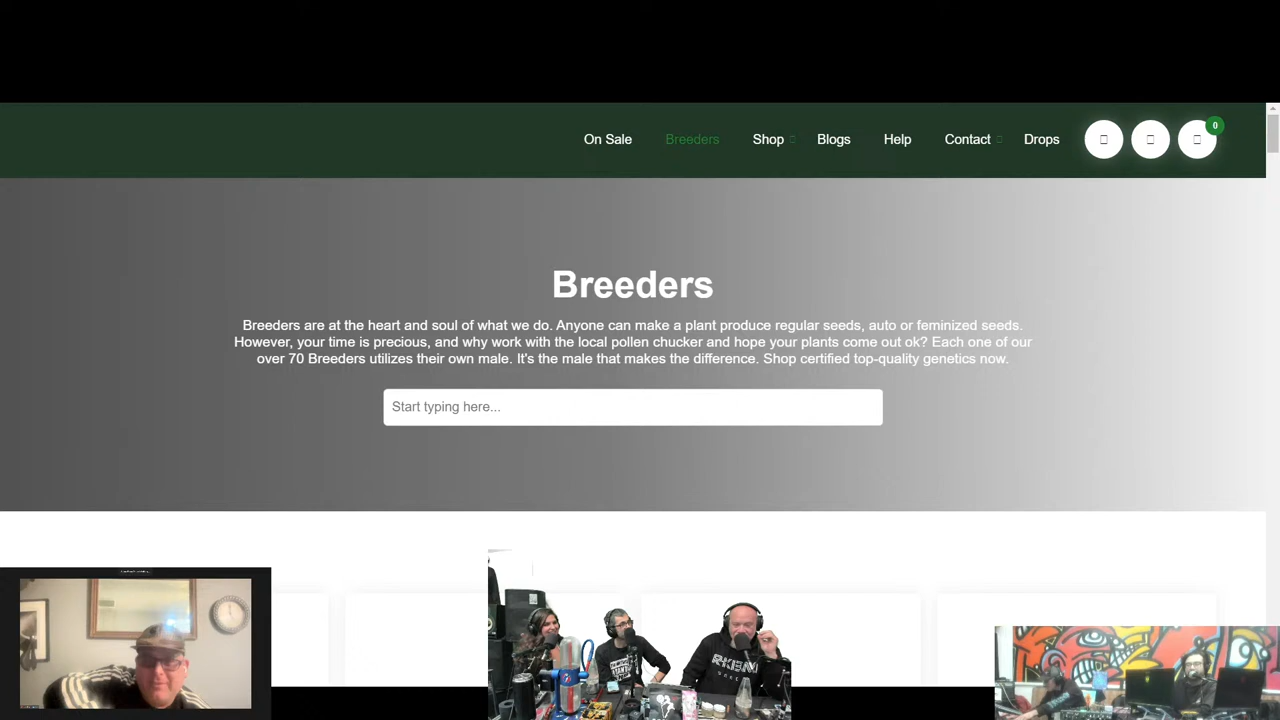 On Sale Breeders Shop Blogs Help Contact Drops 0
Breeders
Breeders are at the heart and soul of what we do. Anyone can make a plant produce regular seeds, auto or feminized seeds.
However, your time is precious, and why work with the local pollen chucker and hope your plants come out ok? Each one of our
over 70 Breeders utilizes their own male. It's the male that makes the difference. Shop certified top-quality genetics now.
Start typing here...